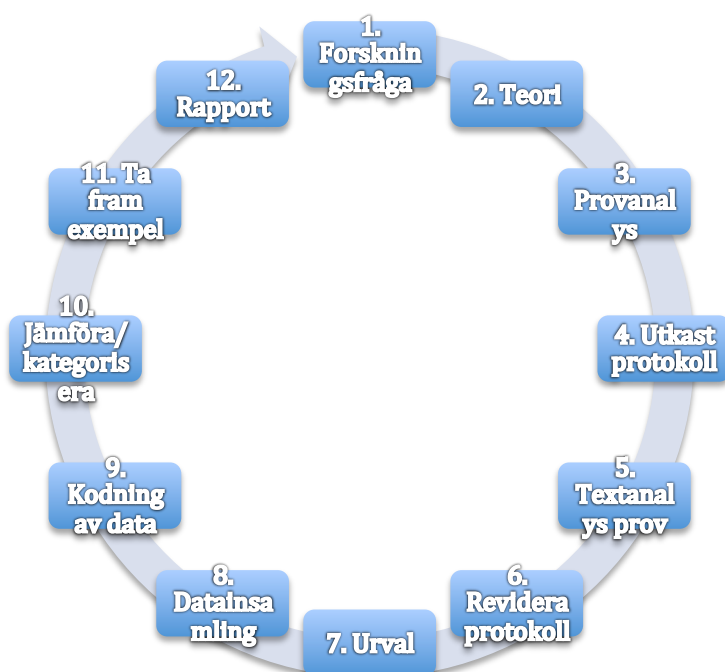 1.
Forsknin
gsfråga
2. Teori
3.
Provanal
ys
4. Utkast
protokoll
5.
Textanal
ys prov
6.
Revidera
protokoll
7. Urval
8.
Datainsa
mling
9.
Kodning
av data
10.
Jämföra/
kategoris
era
11. Ta
fram
exempel
12.
Rapport